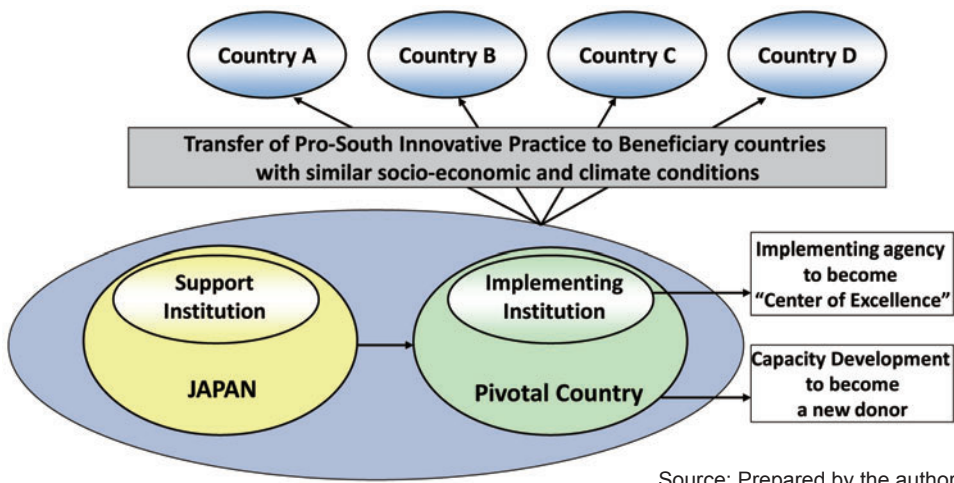 Country A
Country B
Country C
Country D
Transfer of Pro-South Innovative Practice to Beneficiary countries
with similar socio-economic and climate conditions
Support
Institution
JAPAN
Implementing
Institution
Pivotal Country
Implementing agency
to become
“Center of Excellence”
Capacity Development
to become
a new donor
Source: Prepared by the author